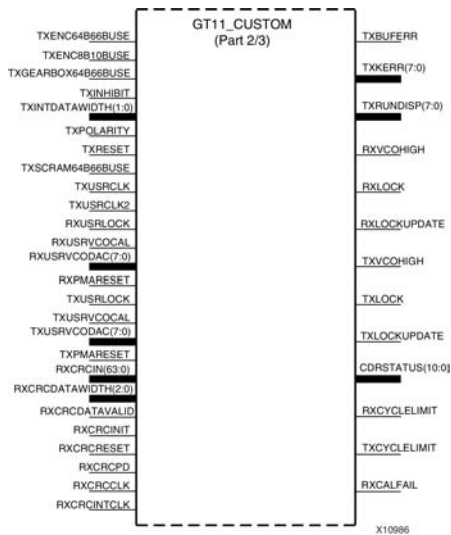 GT11_CUSTOM
(Part 2/3)
TXENC64B66BUSE
TXENC8B10BUSE
TXGEARBOX64B66BUSE
TXINHIBIT
TXINTDATAWIDTH(1:0)
TXPOLARITY
TXRESET
TXSCRAM64B66BUSE
TXUSRCLK
TXUSRCLK2
RXUSRLOCK
RXUSRVCOCAL
RXUSRVCODAC(7:0)
RXPMARESET
TXUSRLOCK
TXUSRVCOCAL
TXUSRVCODAC(7:0)
TXPMARESET
RXCRCIN(63:0)
RXCRCDATAWIDTH(2:0)
RXCRCDATAVALID
RXCRCINIT
RXCRCRESET
RXCRCPD
RXCRCCLK
RXCRCINTCLK
TXBUFERR
TXKERR(7:0)
TXRUNDISP(7:0)
RXVCOHIGH
RXLOCK
RXLOCKUPDATE
TXVCOHIGH
TXLOCK
TXLOCKUPDATE
CDRSTATUS(10:0]
RXCYCLELIMIT
TXCYCLELIMIT
RXCALFAIL
X10986